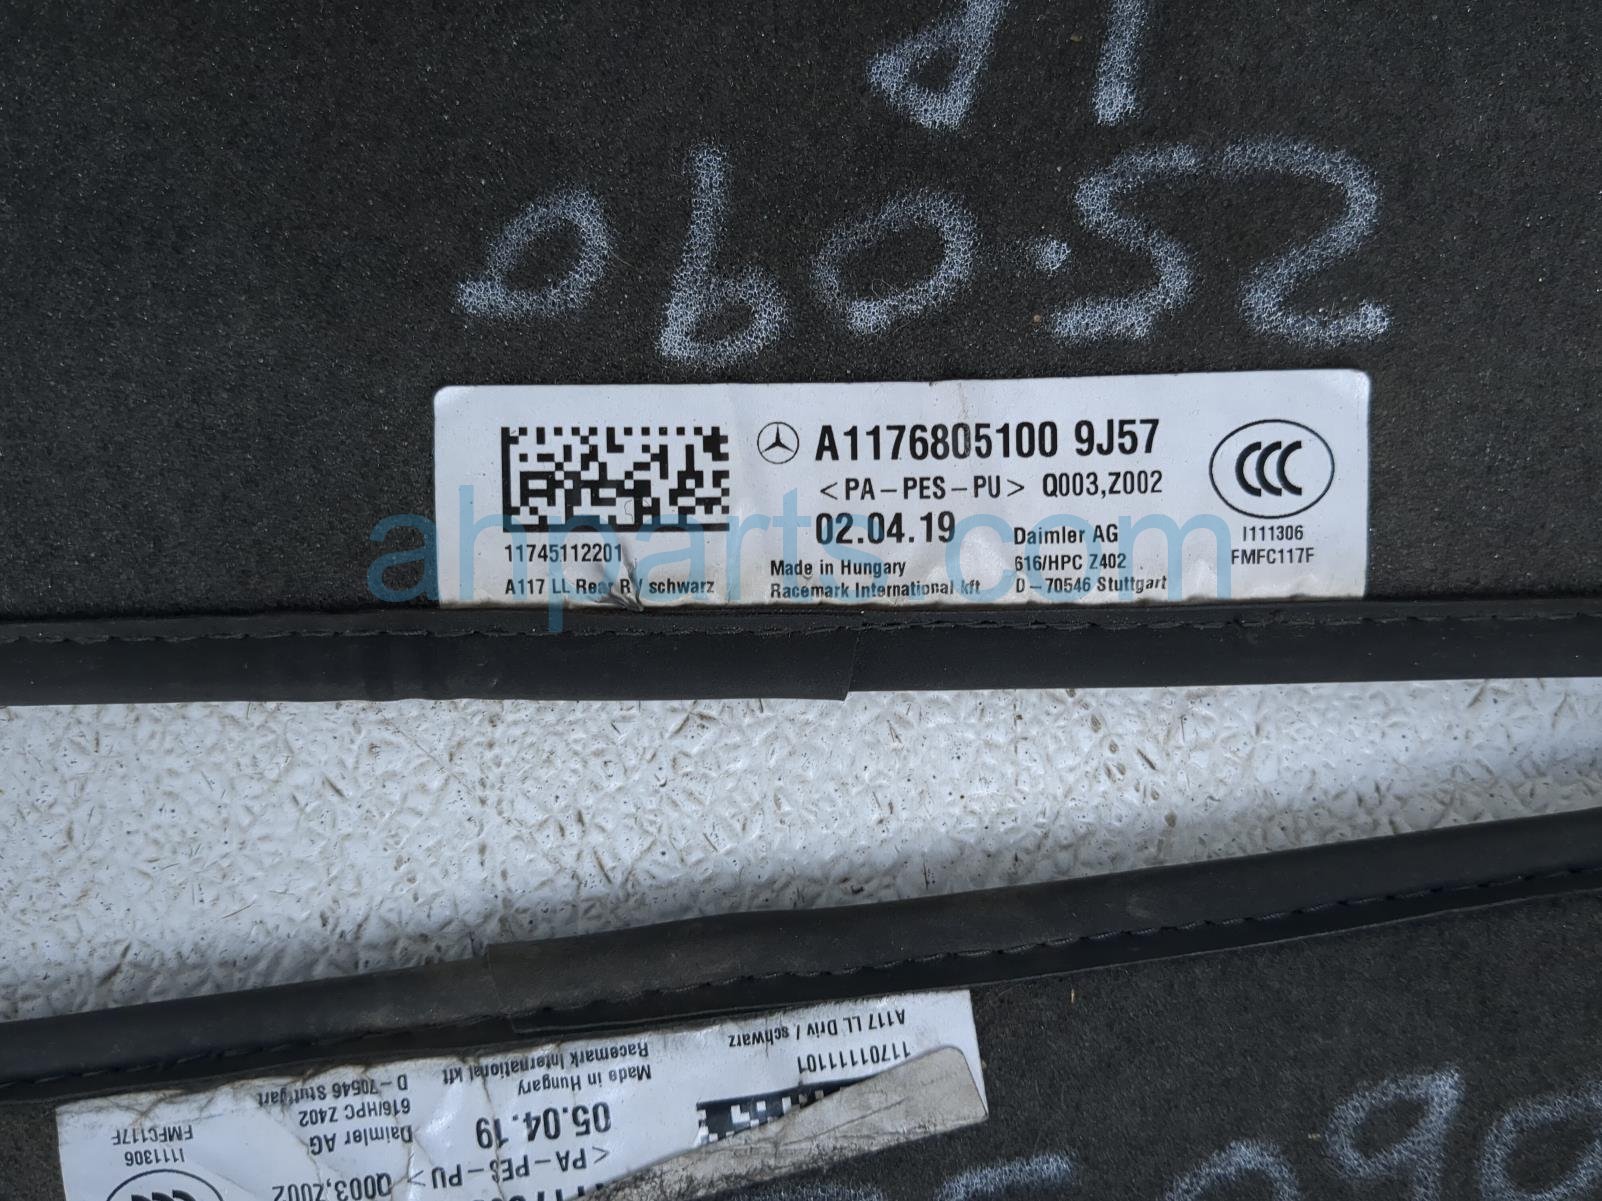 25.090
A1176805100 9J57
<PA-PES-PU> Q003,Z002
02.04.19
Daimler AG
616/HPC Z402
D-70546 Stuttgart
Made in Hungary
Racemark International kft
11745112201
A117 LL Rear R / schwarz
CCC
I111306
FMFC117F
ahparts.com
A117 LL Driv / schwarz
11701111101
Racemark International kft
Made in Hungary
05.04.19
<PA-PES-PU> Q003,Z002
D-70546 Stuttgart
616/HPC Z402
Daimler AG
FMFC117F
I111306